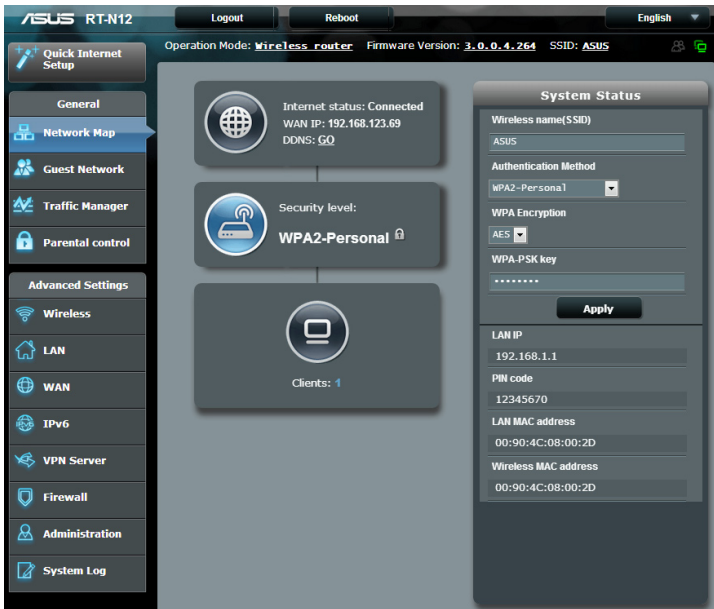 ASUS RT-N12
Logout
Reboot
English
Quick Internet
Setup
Operation Mode: Wireless router Firmware Version: 3.0.0.4.264 SSID: ASUS
General
Network Map
Guest Network
Traffic Manager
Parental control
Advanced Settings
Wireless
LAN
WAN
IPv6
VPN Server
Firewall
Administration
System Log
Internet status: Connected
WAN IP: 192.168.123.69
DDNS: GO
Security level:
WPA2-Personal
Clients: 1
System Status
Wireless name(SSID)
ASUS
Authentication Method
WPA2-Personal
WPA Encryption
AES
WPA-PSK key
········
Apply
LAN IP
192.168.1.1
PIN code
12345670
LAN MAC address
00:90:4C:08:00:2D
Wireless MAC address
00:90:4C:08:00:2D